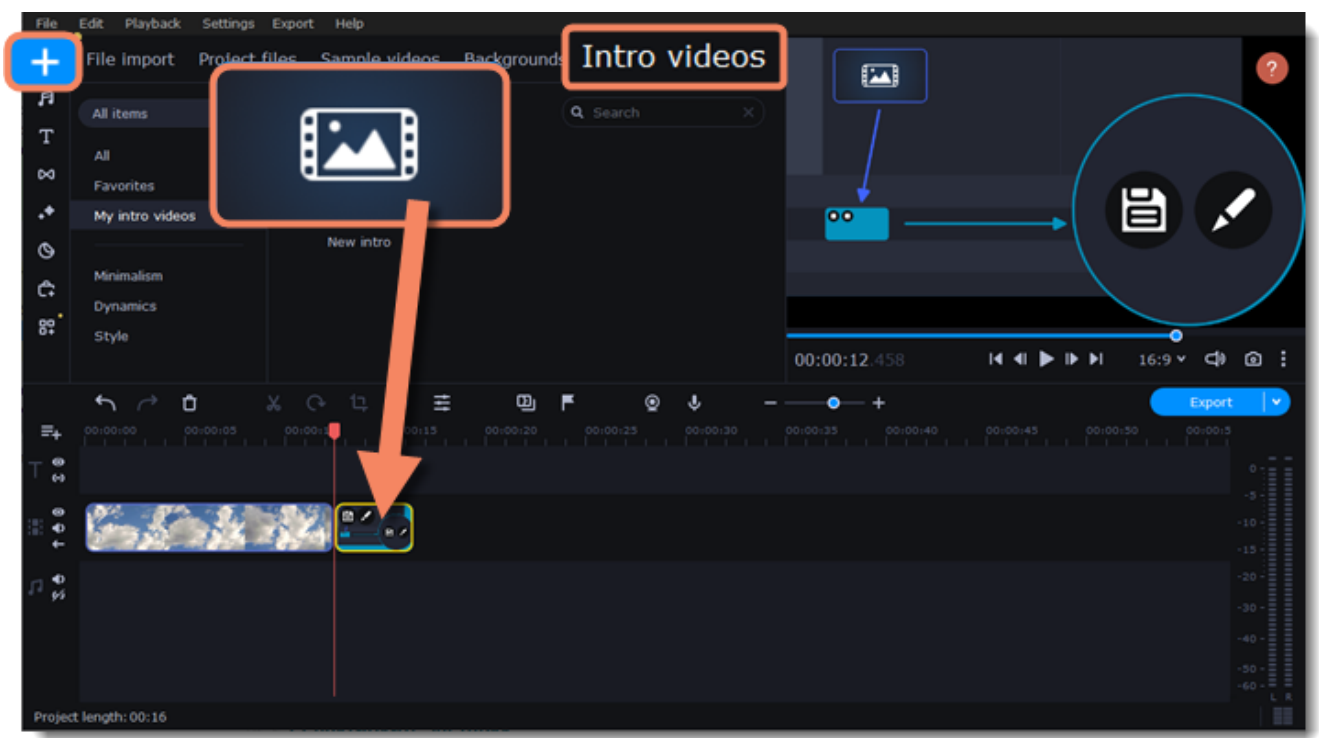 File Edit Playback Settings Export Help
File import Project files Sample videos Backgrounds Intro videos
?
All items
Search
All
Favorites
My intro videos
New intro
Minimalism
Dynamics
Style
00:00:12.458
16:9
Export
00:00:00 00:00:05 00:00:15 00:00:20 00:00:25 00:00:30 00:00:35 00:00:40 00:00:45 00:00:50 00:00:5
0
-5
-10
-15
-20
-30
-40
-50
-60
L R
Project length: 00:16